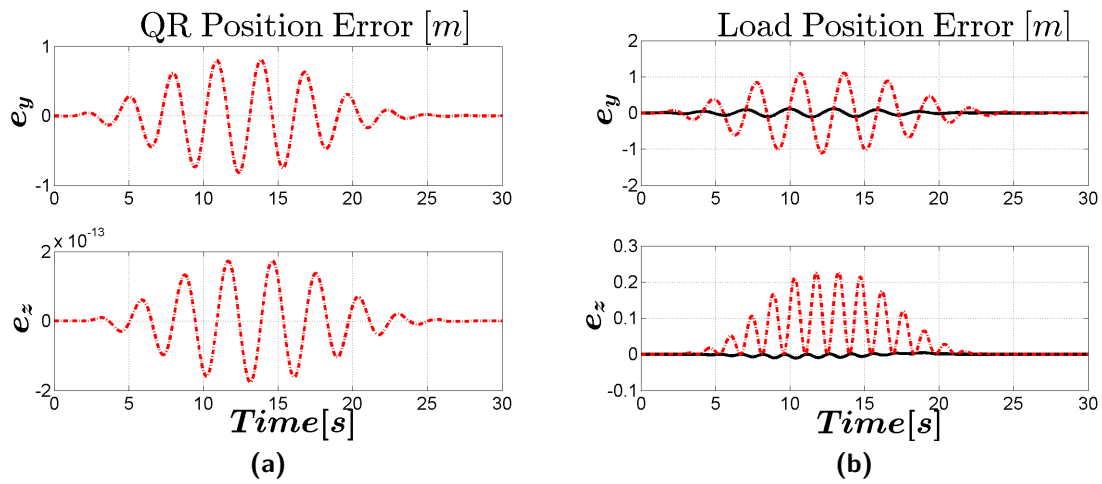 QR Position Error [m]
1
e_y
0
-1
0 5 10 15 20 25 30
2 x 10^-13
e_z
0
-2
0 5 10 15 20 25 30
Time[s]
(a)
Load Position Error [m]
2
1
e_y
0
-1
-2
0 5 10 15 20 25 30
0.3
0.2
e_z
0.1
0
-0.1
0 5 10 15 20 25 30
Time[s]
(b)